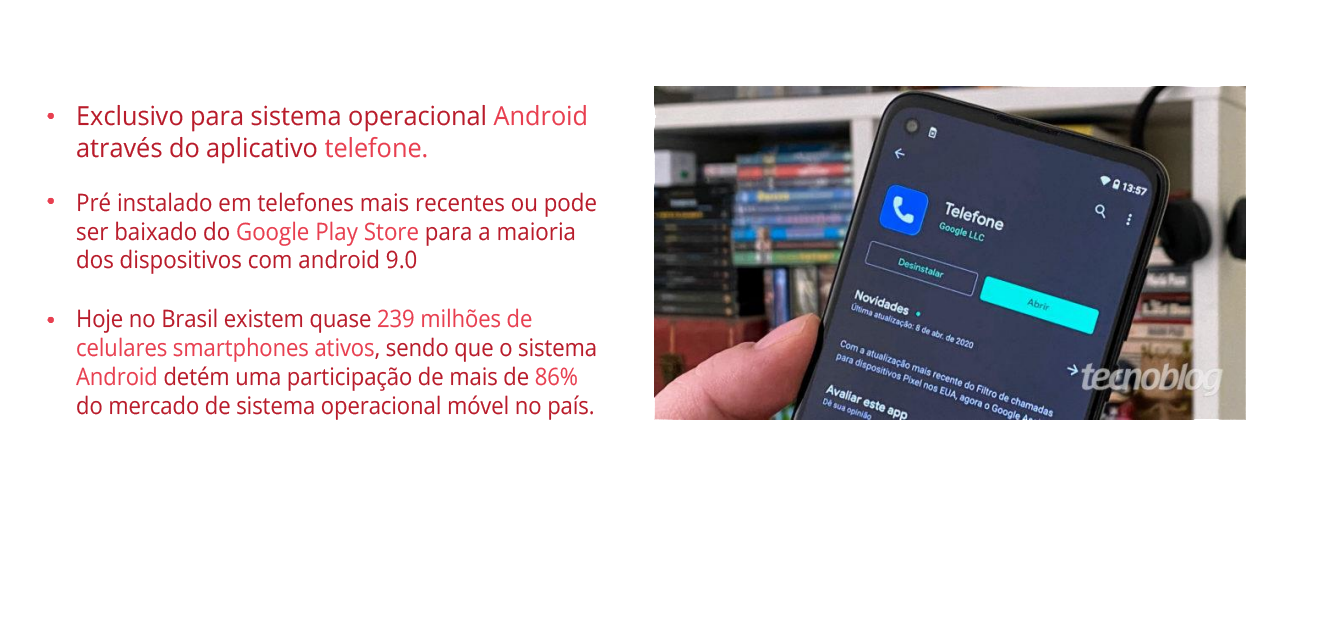 Exclusivo para sistema operacional Android
através do aplicativo telefone.
Pré instalado em telefones mais recentes ou pode
ser baixado do Google Play Store para a maioria
dos dispositivos com android 9.0
Hoje no Brasil existem quase 239 milhões de
celulares smartphones ativos, sendo que o sistema
Android detém uma participação de mais de 86%
do mercado de sistema operacional móvel no país.
13:57
Telefone
Google LLC
Desinstalar
Abrir
Novidades
Última atualização: 8 de abr. de 2020
Com a atualização mais recente do Filtro de chamadas
para dispositivos Pixel nos EUA, agora o Google
Avaliar este app
Dê sua opinião
tecnoblog